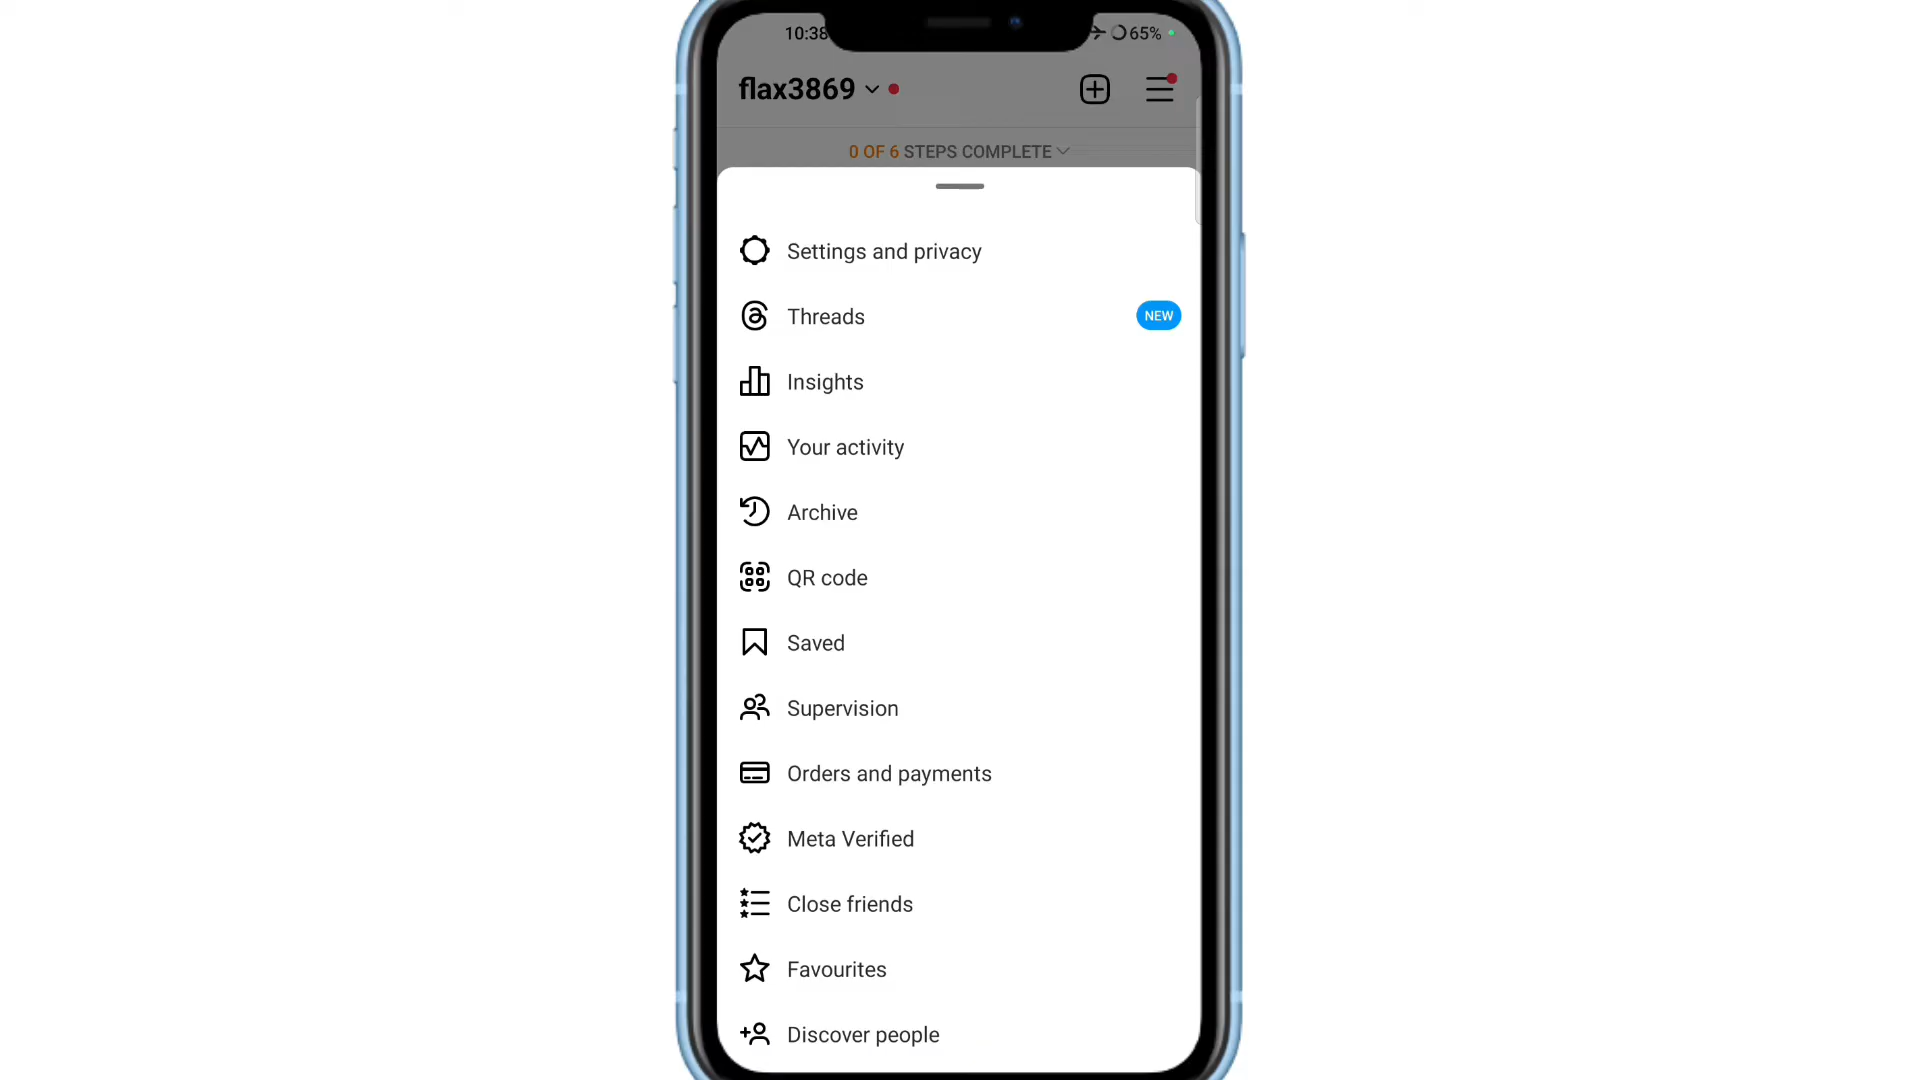 10:38
65%
flax3869
0 OF 6 STEPS COMPLETE
Settings and privacy
Threads
NEW
Insights
Your activity
Archive
QR code
Saved
Supervision
Orders and payments
Meta Verified
Close friends
Favourites
Discover people